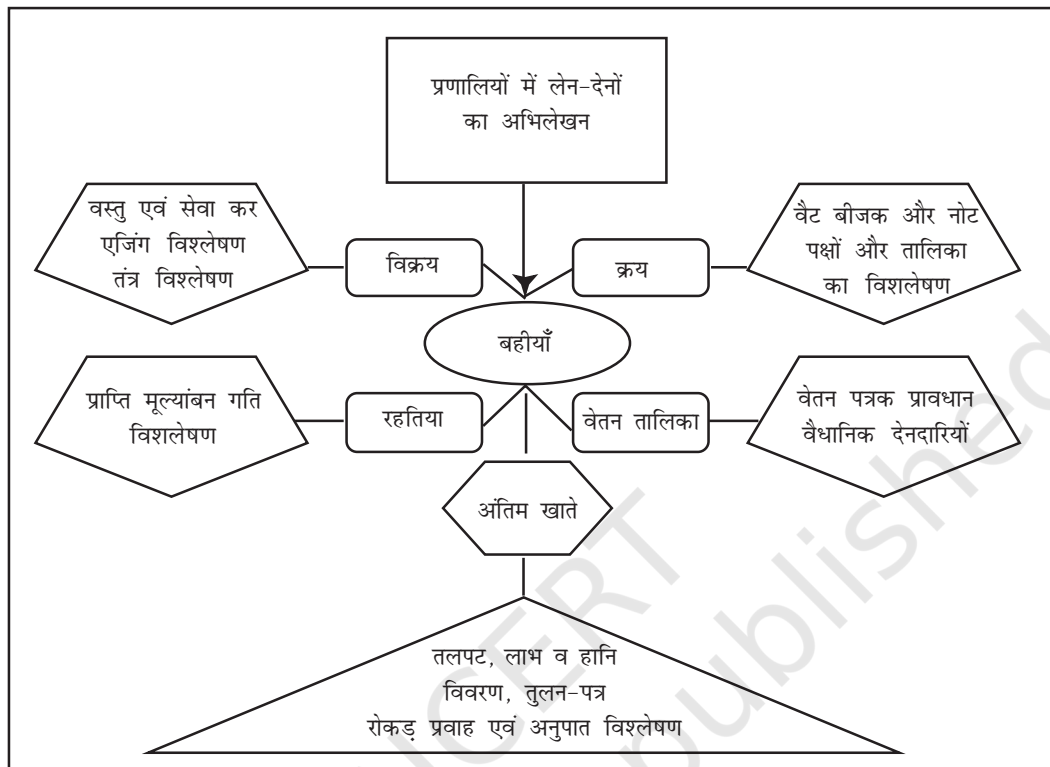 प्रणालियों में लेन-देनों
का अभिलेखन
वस्तु एवं सेवा कर
एजिंग विश्लेषण
तंत्र विश्लेषण
विक्रय
क्रय
वैट बीजक और नोट
पक्षों और तालिका
का विशलेषण
बहीयाँ
प्राप्ति मूल्यांबन गति
विशलेषण
रहतिया
वेतन तालिका
वेतन पत्रक प्रावधान
वैधानिक देनदारियों
अंतिम खाते
तलपट, लाभ व हानि
विवरण, तुलन-पत्र
रोकड़ प्रवाह एवं अनुपात विश्लेषण
NCERT
published